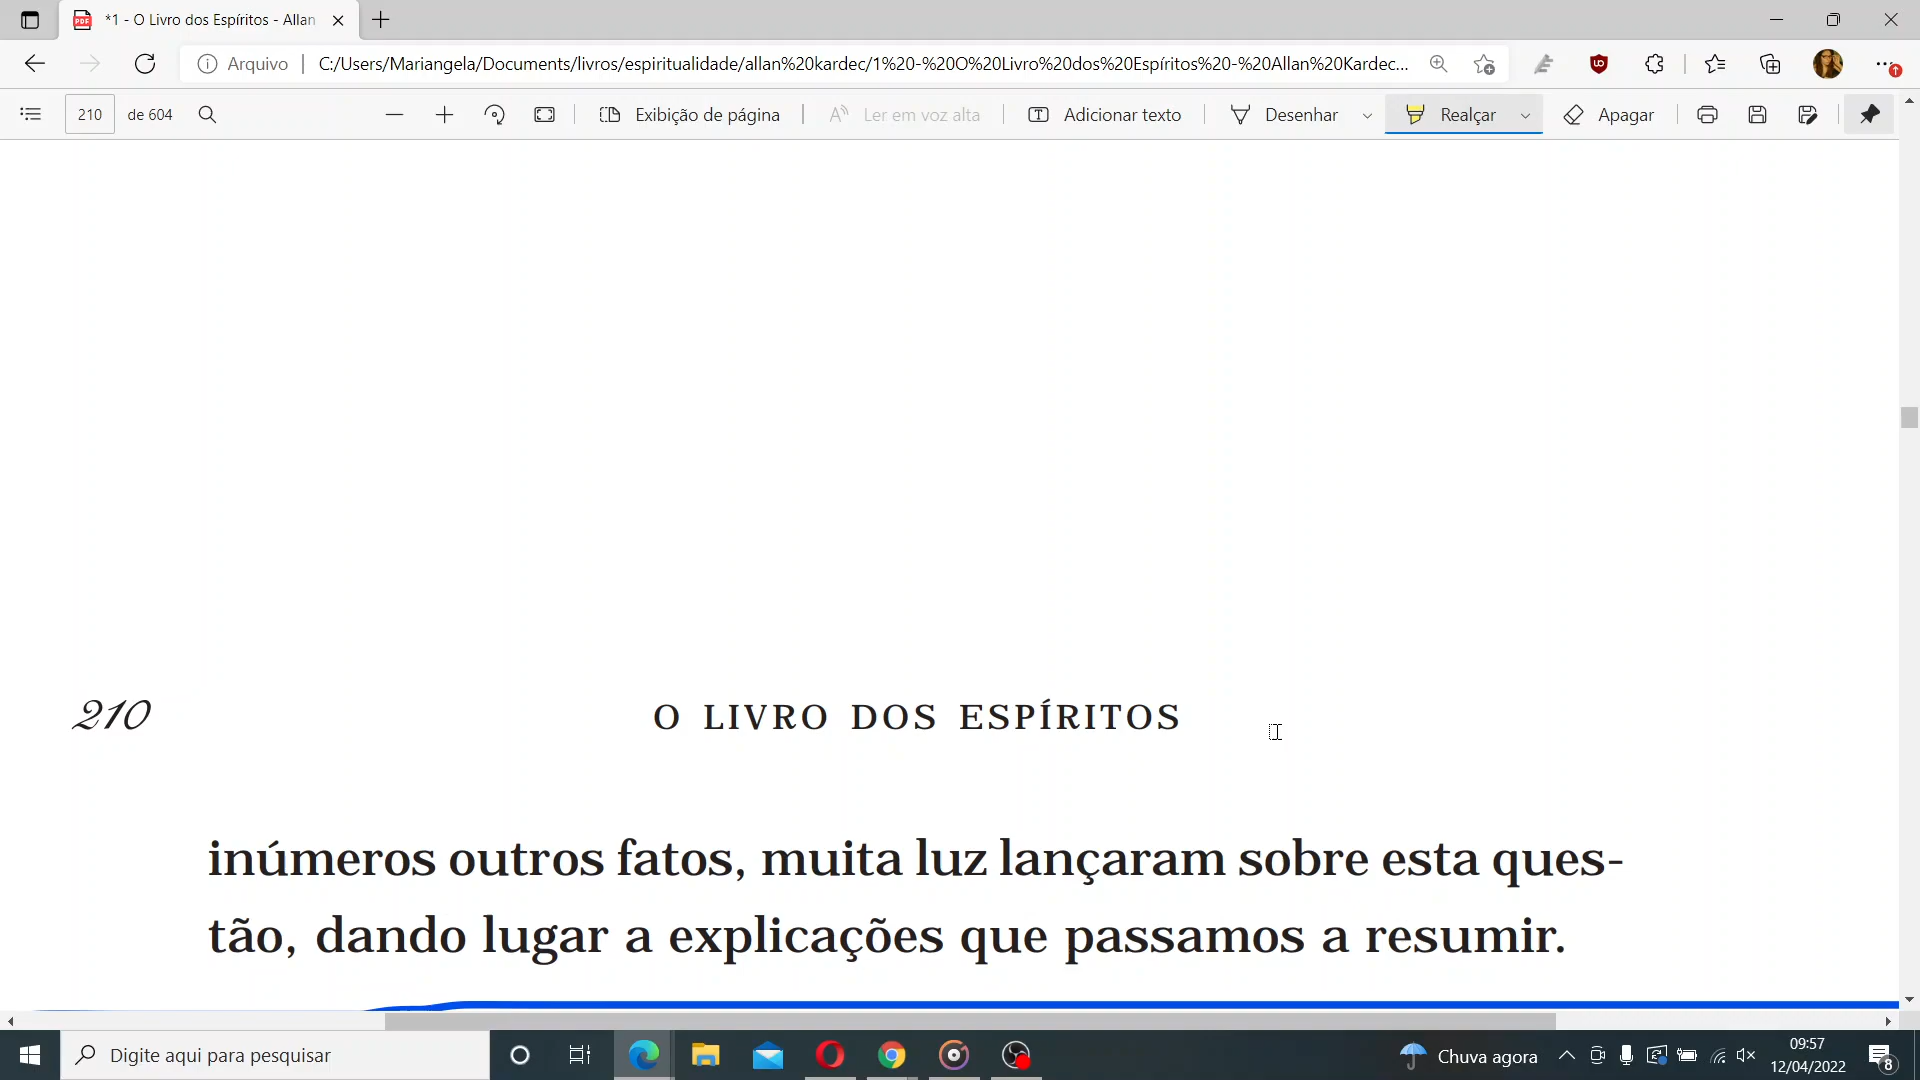 *1 - O Livro dos Espíritos - Allan
Arquivo
C:/Users/Mariangela/Documents/livros/espiritualidade/allan%20kardec/1%20-%20O%20Livro%20dos%20Espíritos%20-%20Allan%20Kardec...
210 de 604
Exibição de página
Ler em voz alta
Adicionar texto
Desenhar
Realçar
Apagar
210
O LIVRO DOS ESPÍRITOS
inúmeros outros fatos, muita luz lançaram sobre esta ques-
tão, dando lugar a explicações que passamos a resumir.
Digite aqui para pesquisar
Chuva agora
09:57
12/04/2022
8